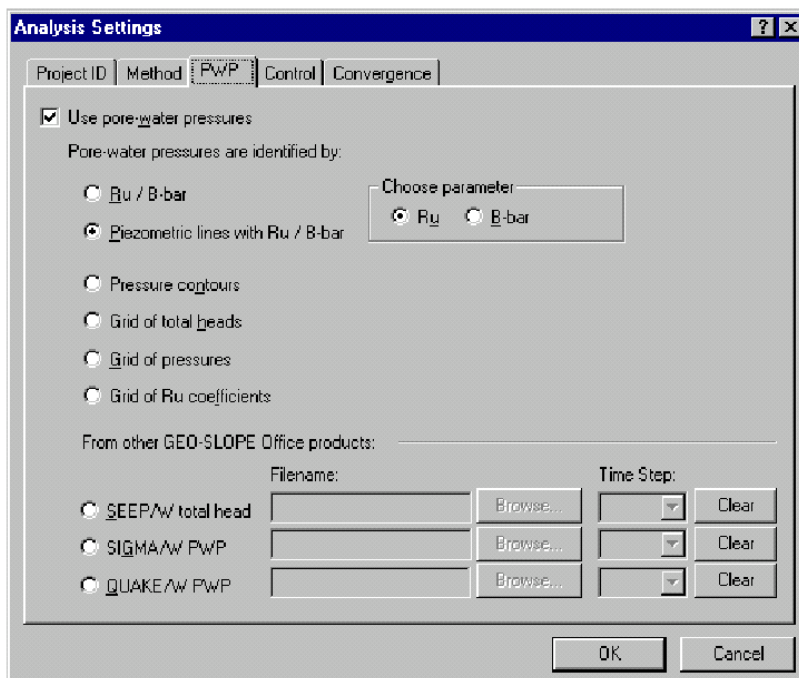 Analysis Settings
?
Project ID Method PWP Control Convergence
Use pore-water pressures
Pore-water pressures are identified by:
Ru / B-bar
Choose parameter
Ru B-bar
Piezometric lines with Ru / B-bar
Pressure contours
Grid of total heads
Grid of pressures
Grid of Ru coefficients
From other GEO-SLOPE Office products:
Filename: Time Step:
SEEP/W total head Browse... Clear
SIGMA/W PWP Browse... Clear
QUAKE/W PWP Browse... Clear
OK Cancel